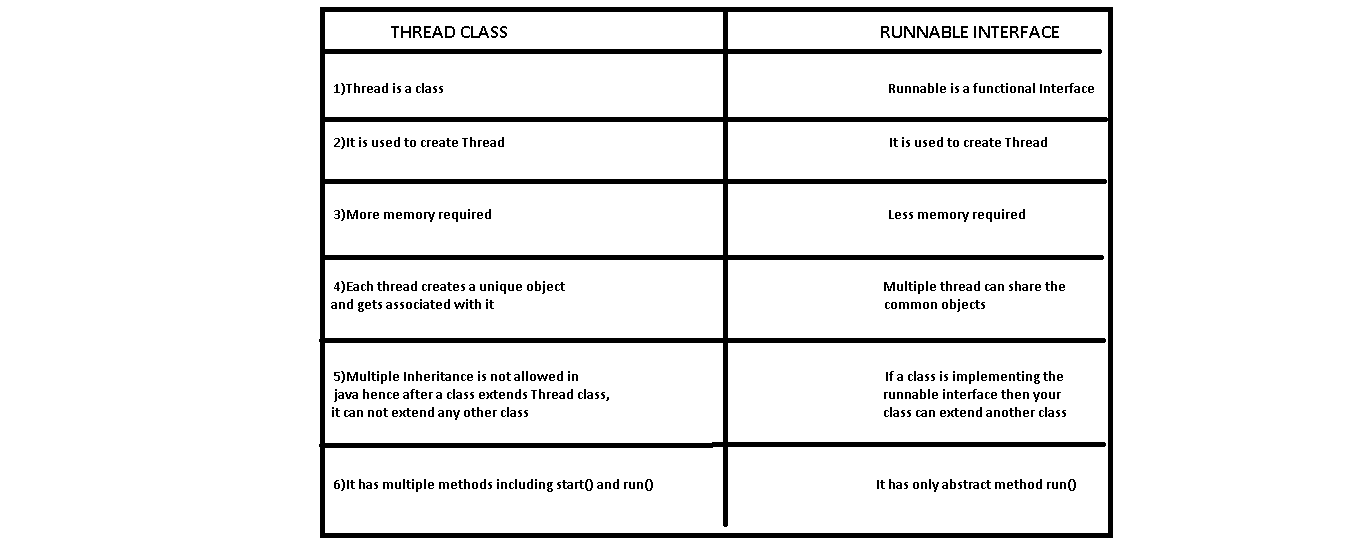 THREAD CLASS
RUNNABLE INTERFACE
1)Thread is a class
Runnable is a functional Interface
2)It is used to create Thread
It is used to create Thread
3)More memory required
Less memory required
4)Each thread creates a unique object
and gets associated with it
Multiple thread can share the
common objects
5)Multiple Inheritance is not allowed in
java hence after a class extends Thread class,
it can not extend any other class
If a class is implementing the
runnable interface then your
class can extend another class
6)It has multiple methods including start() and run()
It has only abstract method run()